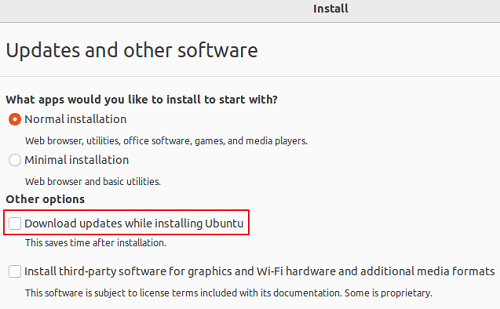 Install
Updates and other software
What apps would you like to install to start with?
Normal installation
Web browser, utilities, office software, games, and media players.
Minimal installation
Web browser and basic utilities.
Other options
Download updates while installing Ubuntu
This saves time after installation.
Install third-party software for graphics and Wi-Fi hardware and additional media formats
This software is subject to license terms included with its documentation. Some is proprietary.